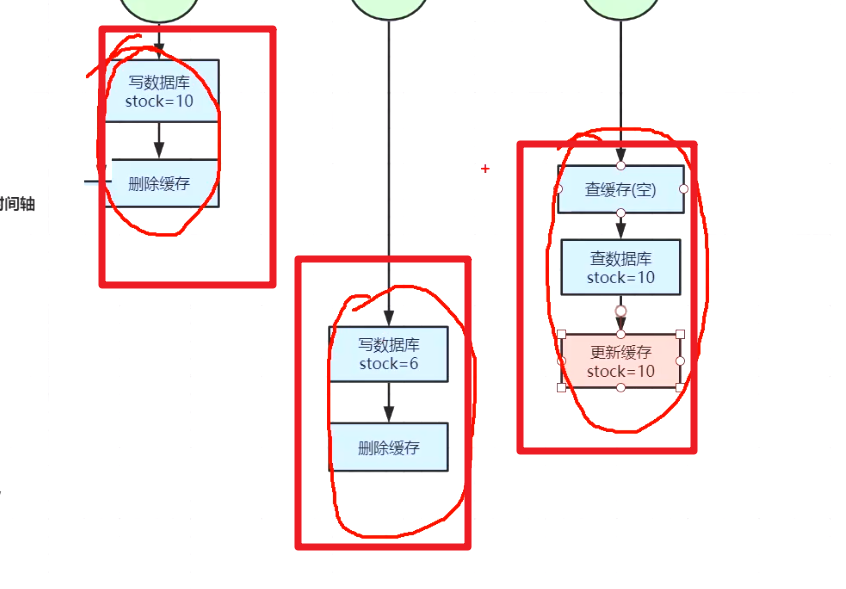 写数据库
stock=10
删除缓存
时间轴
写数据库
stock=6
删除缓存
查缓存(空)
查数据库
stock=10
更新缓存
stock=10